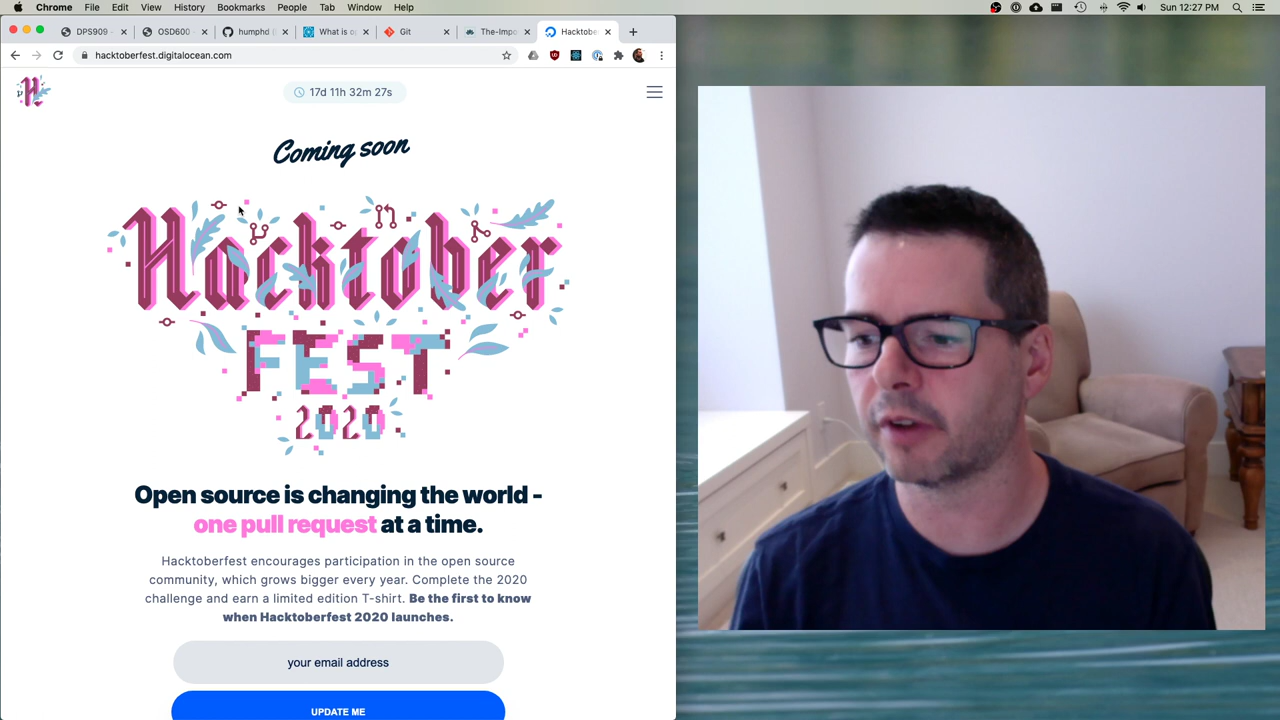 Chrome File Edit View History Bookmarks People Tab Window Help
Sun 12:27 PM
DPS909 -
OSD600
humphd
What is
Git
The-Impo
Hacktobe
hacktoberfest.digitalocean.com
17d 11h 32m 27s
Coming soon
Hacktober
FEST
2020
Open source is changing the world -
one pull request at a time.
Hacktoberfest encourages participation in the open source
community, which grows bigger every year. Complete the 2020
challenge and earn a limited edition T-shirt. Be the first to know
when Hacktoberfest 2020 launches.
your email address
UPDATE ME